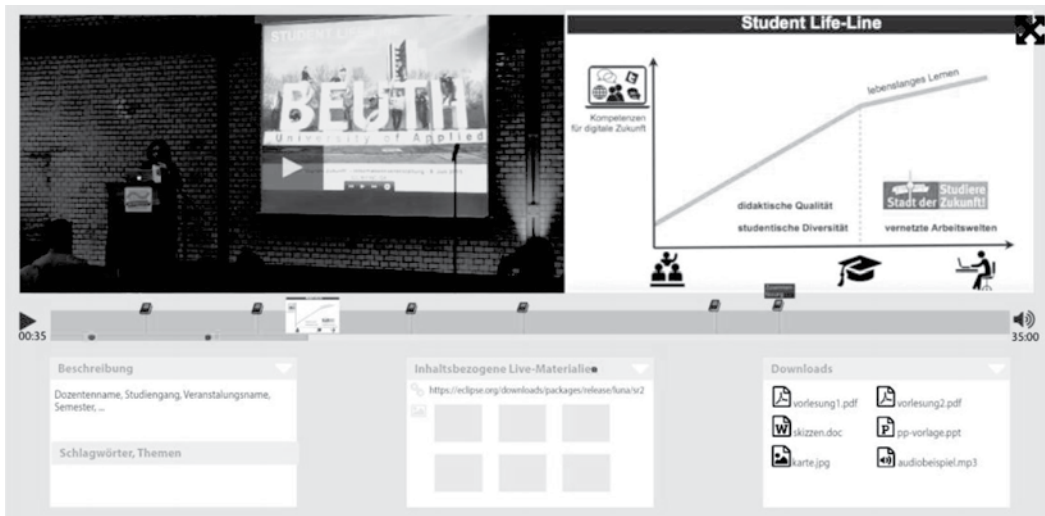 STUDENT LIFE-LINE
BEUTH
University of Applied
Student Life-Line
Kompetenzen
für digitale Zukunft
lebenslanges Lernen
didaktische Qualität
studentische Diversität
Studiere
Stadt der Zukunft!
vernetzte Arbeitswelten
00:35
35:00
Beschreibung
Dozentenname, Studiengang, Veranstalungsname,
Semester, ...
Schlagwörter, Themen
Inhaltsbezogene Live-Materialien
https://eclipse.org/downloads/packages/release/luna/sr2
Downloads
vorlesung1.pdf
vorlesung2.pdf
W
skizzen.doc
P
pp-vorlage.ppt
karte.jpg
audiobeispiel.mp3